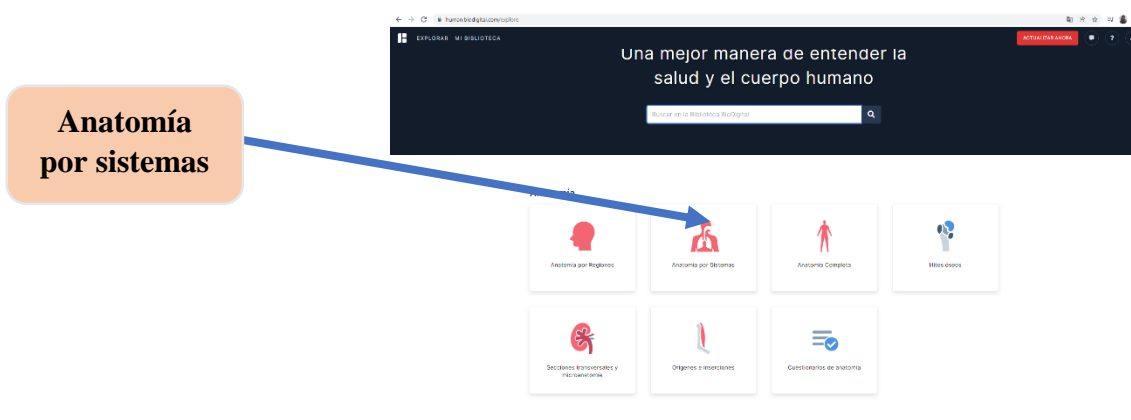 human.biodigital.com/explore
EXPLORAR MI BIBLIOTECA
ACTUALIZAR AHORA
?
Una mejor manera de entender la
salud y el cuerpo humano
Buscar en la Biblioteca BioDigital
Anatomía
por sistemas
Anatomía
Anatomía por Regiones
Anatomía por Sistemas
Anatomía Completa
Hitos óseos
Secciones transversales y
microanatomía
Orígenes e inserciones
Cuestionarios de anatomía